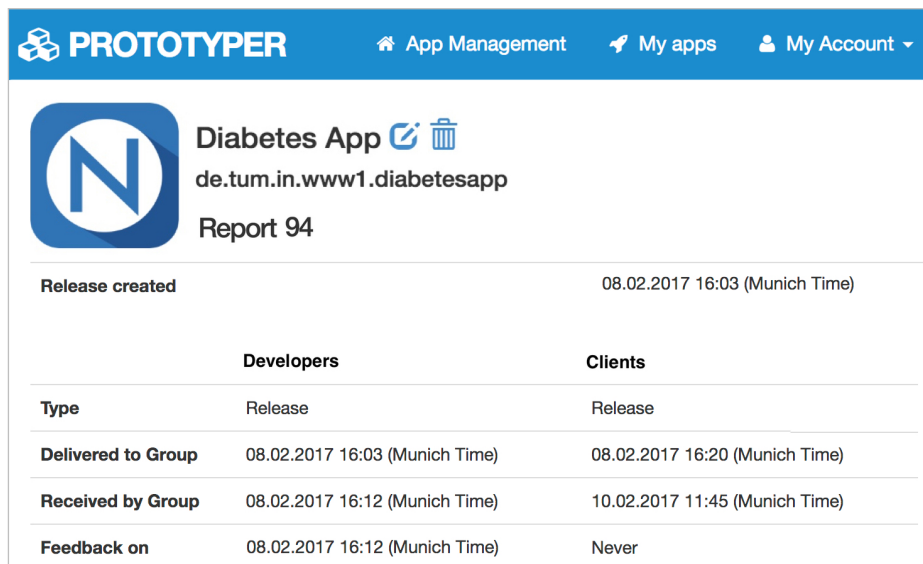 PROTOTYPER App Management My apps My Account
N
Diabetes App
de.tum.in.www1.diabetesapp
Report 94
Release created 08.02.2017 16:03 (Munich Time)
Developers Clients
Type Release Release
Delivered to Group 08.02.2017 16:03 (Munich Time) 08.02.2017 16:20 (Munich Time)
Received by Group 08.02.2017 16:12 (Munich Time) 10.02.2017 11:45 (Munich Time)
Feedback on 08.02.2017 16:12 (Munich Time) Never